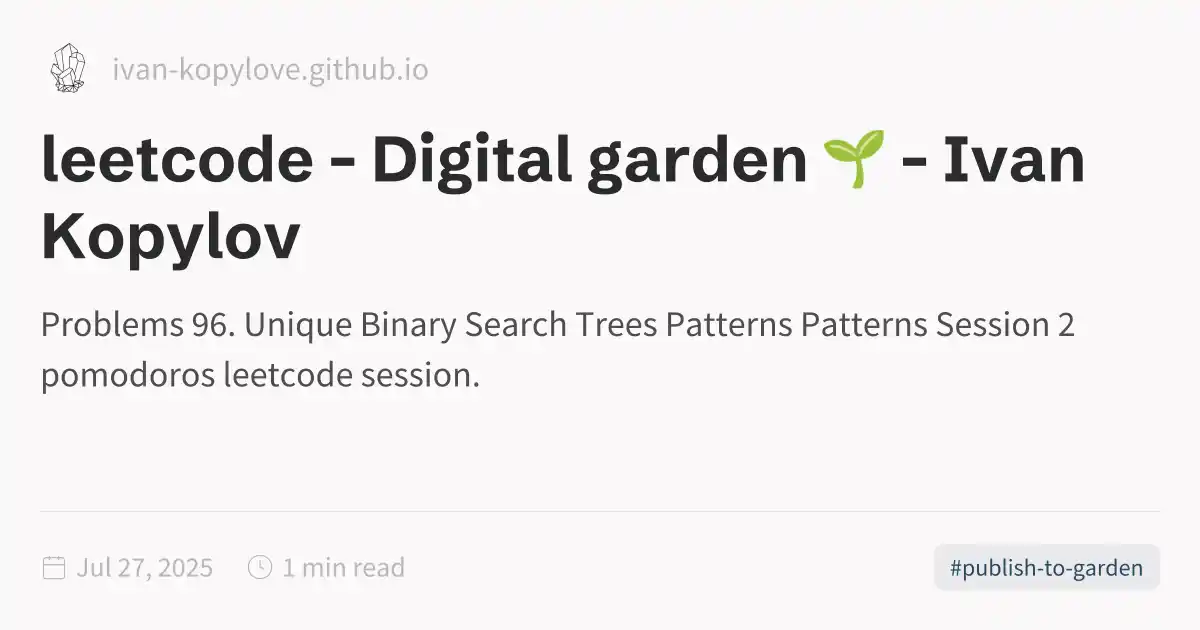 ivan-kopylove.github.io
leetcode - Digital garden 🌱 - Ivan
Kopylov
Problems 96. Unique Binary Search Trees Patterns Patterns Session 2
pomodoros leetcode session.
Jul 27, 2025 1 min read #publish-to-garden